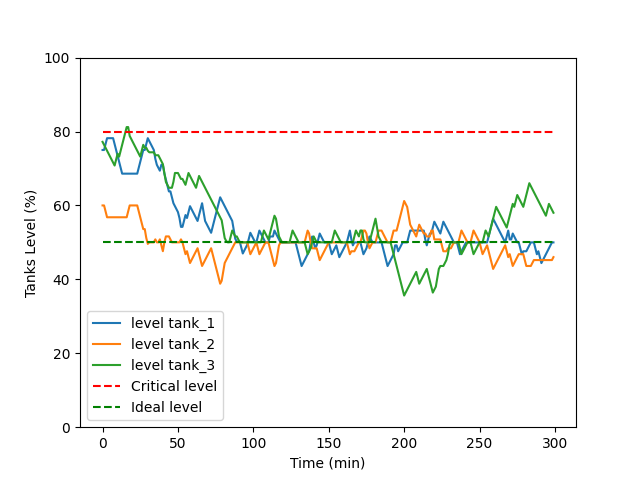 100
80
60
40
20
0
Tanks Level (%)
level tank_1
level tank_2
level tank_3
Critical level
Ideal level
0 50 100 150 200 250 300
Time (min)